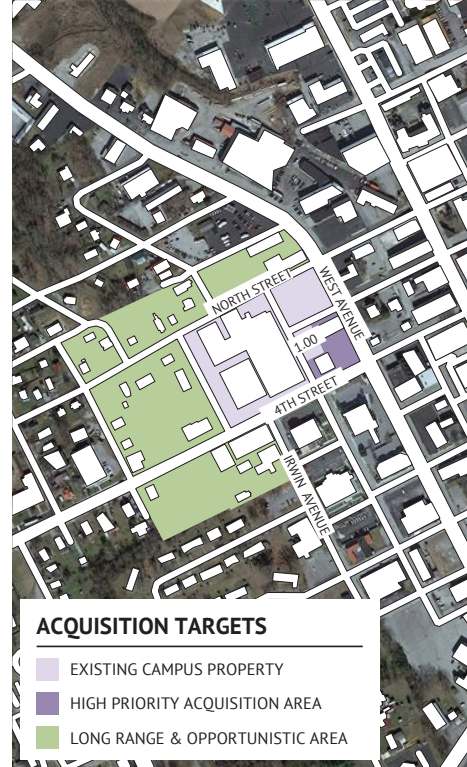 NORTH STREET
WEST AVENUE
1.00
4TH STREET
IRWIN AVENUE
ACQUISITION TARGETS
EXISTING CAMPUS PROPERTY
HIGH PRIORITY ACQUISITION AREA
LONG RANGE & OPPORTUNISTIC AREA